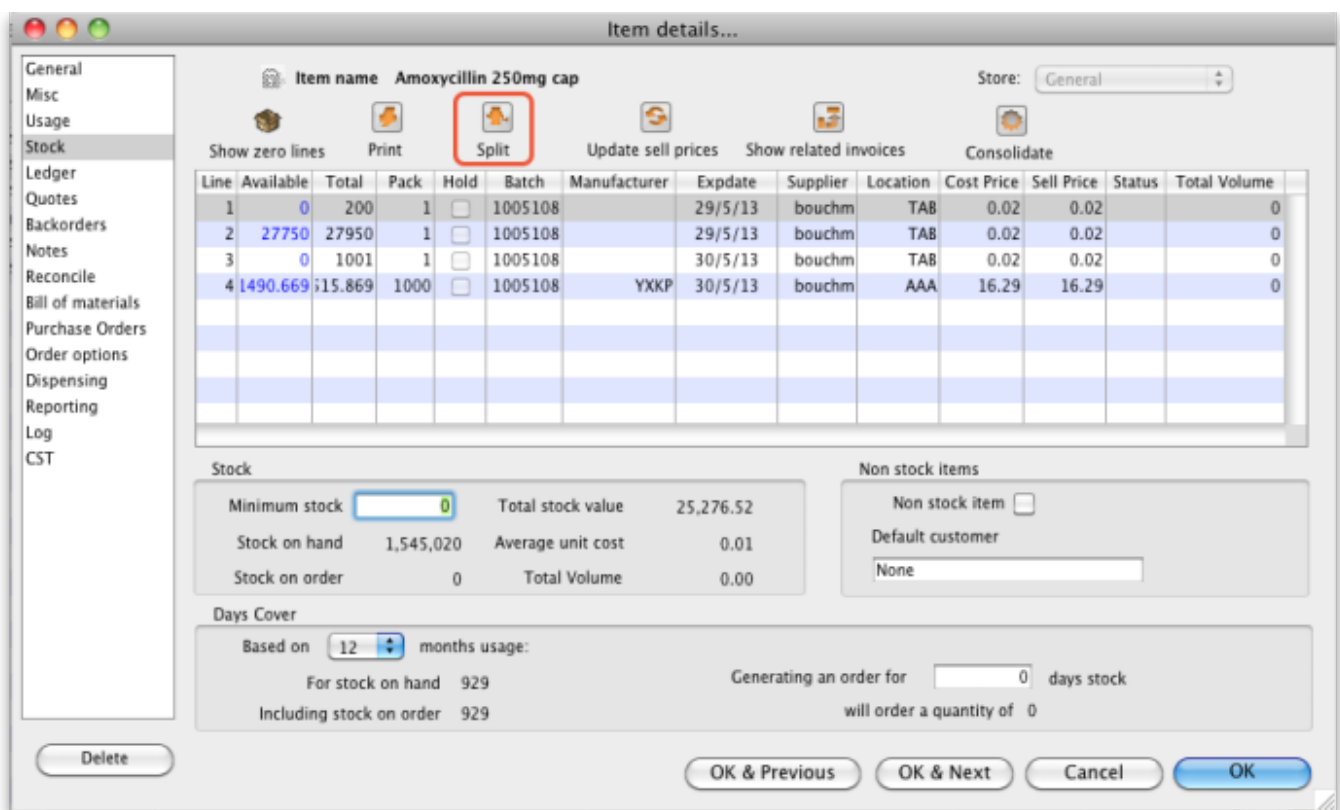 Item details...
General
Misc
Usage
Stock
Ledger
Quotes
Backorders
Notes
Reconcile
Bill of materials
Purchase Orders
Order options
Dispensing
Reporting
Log
CST
Item name Amoxycillin 250mg cap
Store: General
Show zero lines Print Split Update sell prices Show related invoices Consolidate
Line Available Total Pack Hold Batch Manufacturer Expdate Supplier Location Cost Price Sell Price Status Total Volume
1 0 200 1 1005108 29/5/13 bouchm TAB 0.02 0.02 0
2 27750 27950 1 1005108 29/5/13 bouchm TAB 0.02 0.02 0
3 0 1001 1 1005108 30/5/13 bouchm TAB 0.02 0.02 0
4 1490.669 515.869 1000 1005108 YXKP 30/5/13 bouchm AAA 16.29 16.29 0
Stock
Minimum stock 0 Total stock value 25,276.52
Stock on hand 1,545,020 Average unit cost 0.01
Stock on order 0 Total Volume 0.00
Non stock items
Non stock item
Default customer
None
Days Cover
Based on 12 months usage:
For stock on hand 929
Including stock on order 929
Generating an order for 0 days stock
will order a quantity of 0
Delete
OK & Previous OK & Next Cancel OK